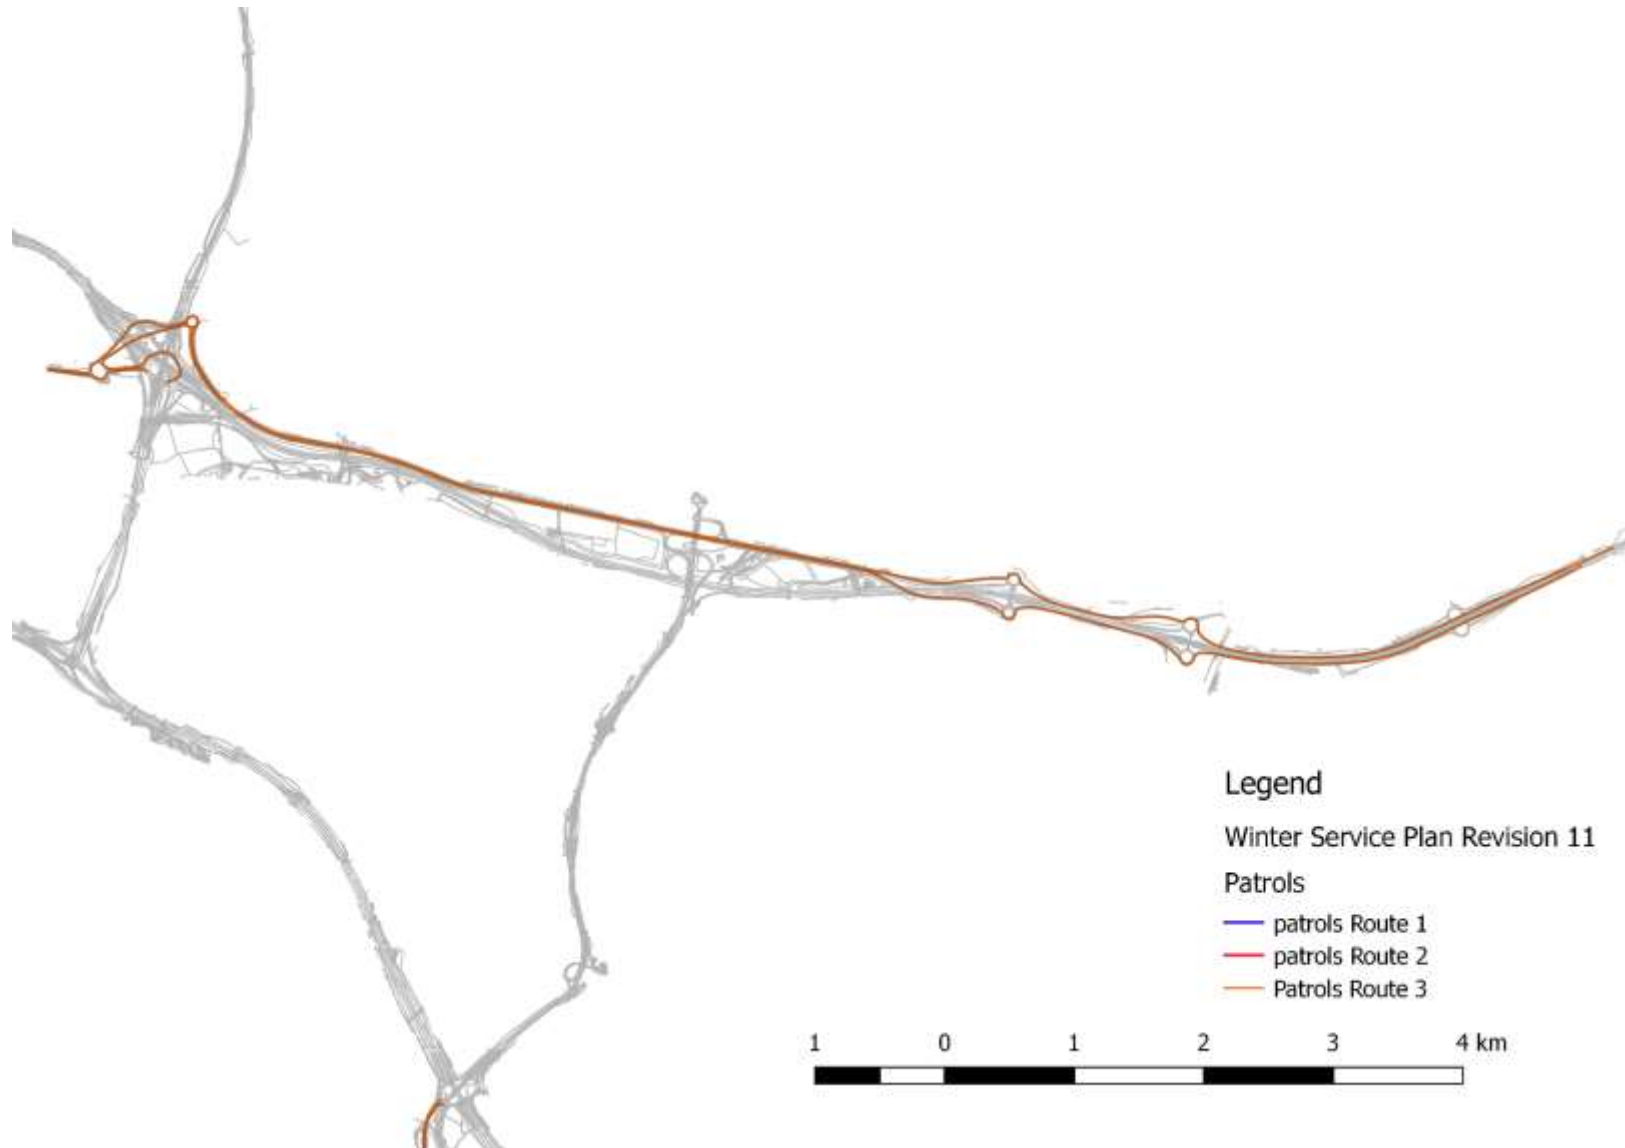 Legend
Winter Service Plan Revision 11
Patrols
patrols Route 1
patrols Route 2
Patrols Route 3
1 0 1 2 3 4 km